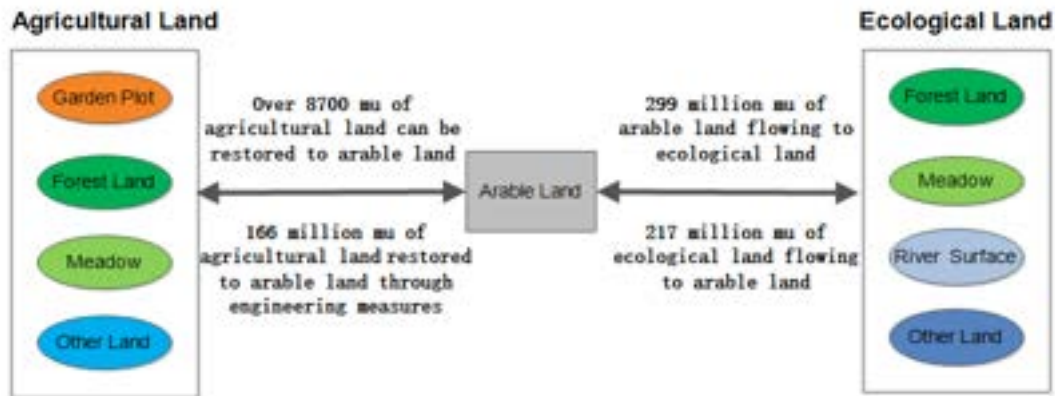 Agricultural Land
Garden Plot
Forest Land
Meadow
Other Land
Over 8700 mu of
agricultural land can be
restored to arable land
166 million mu of
agricultural land restored
to arable land through
engineering measures
Arable Land
299 million mu of
arable land flowing to
ecological land
217 million mu of
ecological land flowing
to arable land
Ecological Land
Forest Land
Meadow
River Surface
Other Land